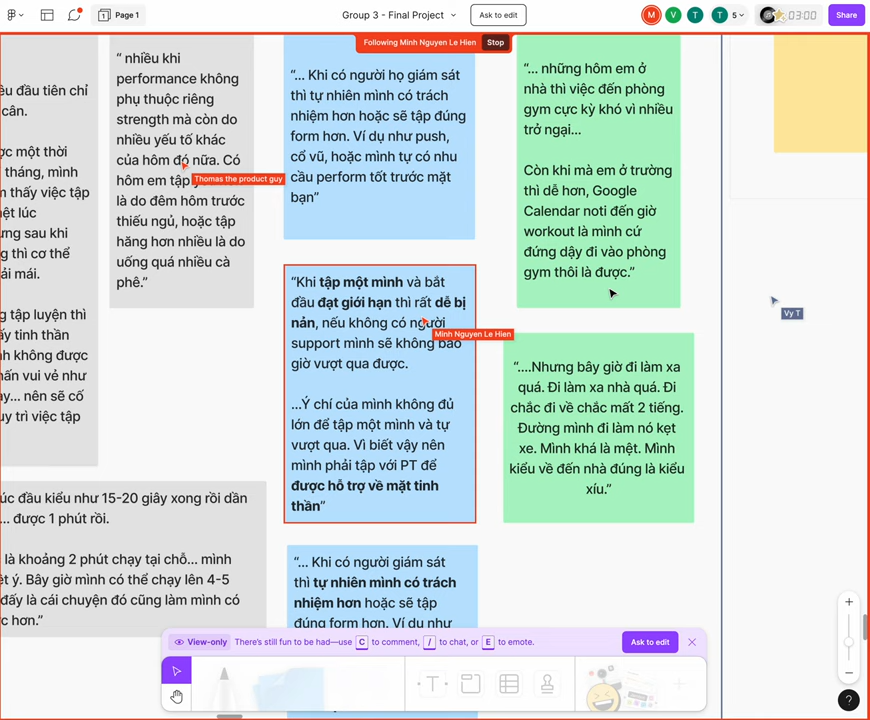 Page 1
Group 3 - Final Project
Ask to edit
M
V
T
T
5
03:00
Share
Following Minh Nguyen Le Hien
Stop
ều đầu tiên chỉ
cân.
ợc một thời
tháng, mình
m thấy việc tập
mệt lúc
ưng sau khi
g thì cơ thể
ải mái.
g tập luyện thì
ấy tinh thần
nh không được
hấn vui vẻ như
y... nên sẽ cố
uy trì việc tập
“ nhiều khi
performance không
phụ thuộc riêng
strength mà còn do
nhiều yếu tố khác
của hôm đó nữa. Có
hôm em tập
là do đêm hôm trước
thiếu ngủ, hoặc tập
hăng hơn nhiều là do
uống quá nhiều cà
phê.”
Thomas the product guy
“... Khi có người họ giám sát
thì tự nhiên mình có trách
nhiệm hơn hoặc sẽ tập đúng
form hơn. Ví dụ như push,
cổ vũ, hoặc mình tự có nhu
cầu perform tốt trước mặt
bạn”
“... những hôm em ở
nhà thì việc đến phòng
gym cực kỳ khó vì nhiều
trở ngại...
Còn khi mà em ở trường
thì dễ hơn, Google
Calendar noti đến giờ
workout là mình cứ
đứng dậy đi vào phòng
gym thôi là được.”
Vy T
“Khi tập một mình và bắt
đầu đạt giới hạn thì rất dễ bị
nản, nếu không có người
support mình sẽ không bao
giờ vượt qua được.
...Ý chí của mình không đủ
lớn để tập một mình và tự
vượt qua. Vì biết vậy nên
mình phải tập với PT để
được hỗ trợ về mặt tinh
thần”
Minh Nguyen Le Hien
“....Nhưng bây giờ đi làm xa
quá. Đi làm xa nhà quá. Đi
chắc đi về chắc mất 2 tiếng.
Đường mình đi làm nó kẹt
xe. Mình khá là mệt. Mình
kiểu về đến nhà đúng là kiểu
xíu.”
úc đầu kiểu như 15-20 giây xong rồi dần
... được 1 phút rồi.
là khoảng 2 phút chạy tại chỗ... mình
ệt ý. Bây giờ mình có thể chạy lên 4-5
đấy là cái chuyện đó cũng làm mình có
c hơn.”
“... Khi có người giám sát
thì tự nhiên mình có trách
nhiệm hơn hoặc sẽ tập
đúng form hơn. Ví dụ như
View-only
There's still fun to be had—use C to comment, / to chat, or E to emote.
Ask to edit
T
?